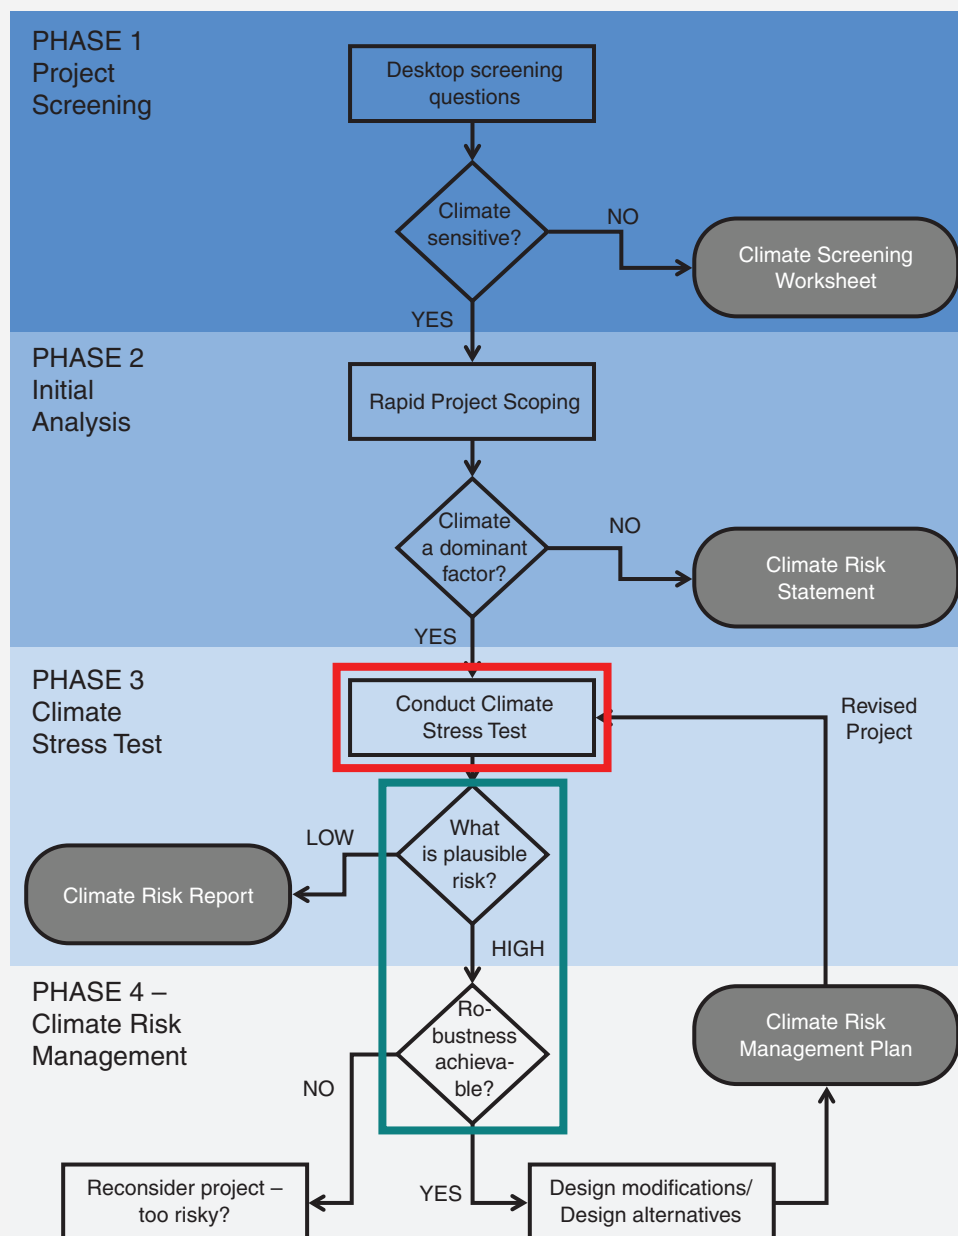 PHASE 1
Project
Screening
Desktop screening
questions
Climate
sensitive?
NO
Climate Screening
Worksheet
YES
PHASE 2
Initial
Analysis
Rapid Project Scoping
Climate
a dominant
factor?
NO
Climate Risk
Statement
YES
PHASE 3
Climate
Stress Test
Conduct Climate
Stress Test
Revised
Project
What
is plausible
risk?
LOW
Climate Risk Report
HIGH
PHASE 4 –
Climate Risk
Management
Ro-
bustness
achieva-
ble?
Climate Risk
Management Plan
NO
Reconsider project –
too risky?
YES
Design modifications/
Design alternatives